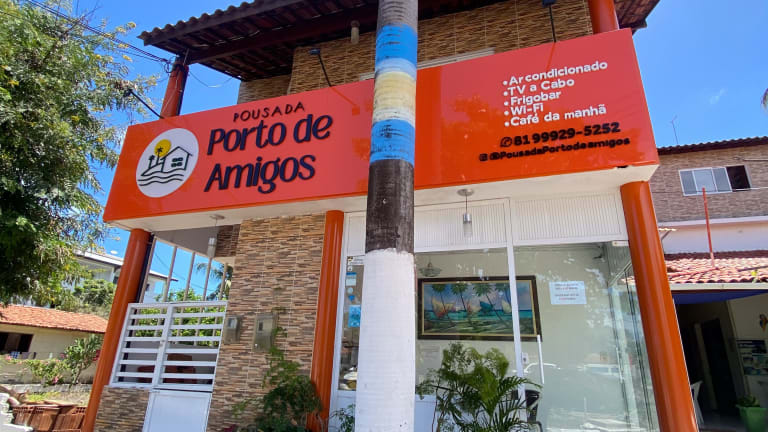 POUSADA
Porto de
Amigos
• Ar condicionado
• TV a Cabo
• Frigobar
• Wi-Fi
• Café da manhã
81 99929-5252
PousadaPortodeamigos